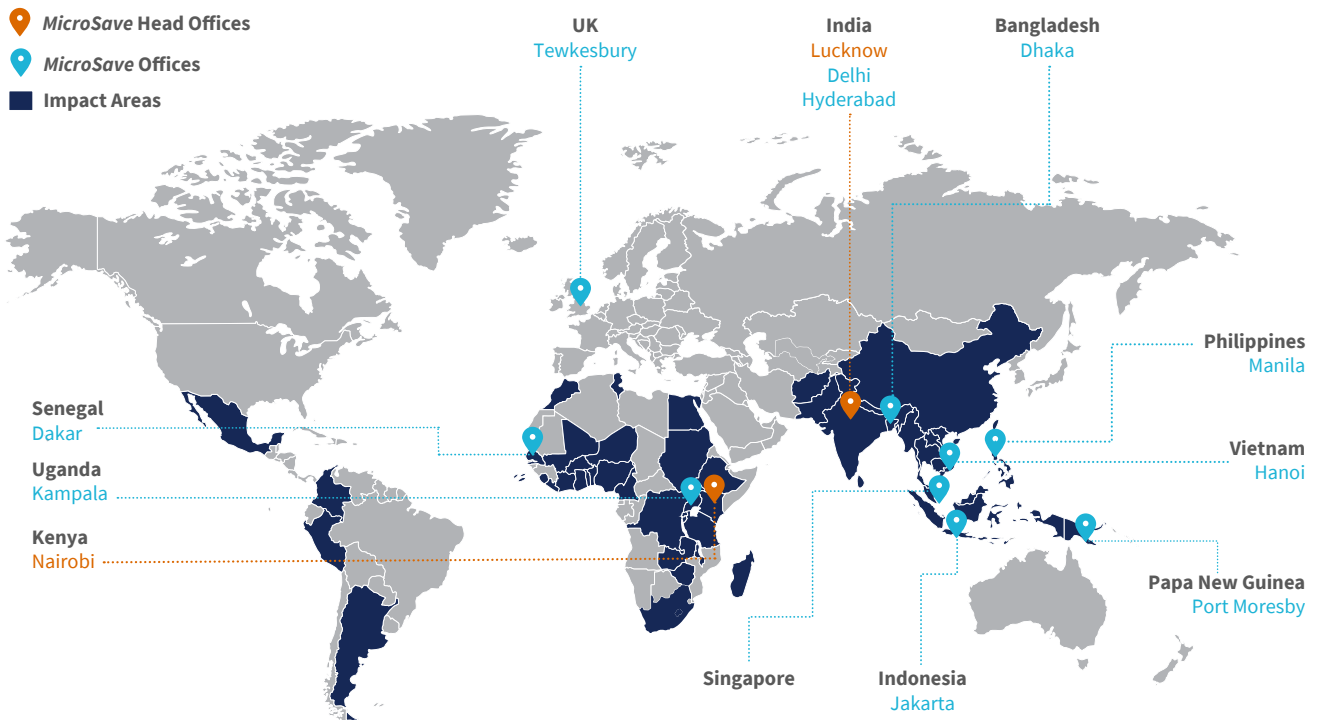 MicroSave Head Offices
MicroSave Offices
Impact Areas
UK
Tewkesbury
India
Lucknow
Delhi
Hyderabad
Bangladesh
Dhaka
Philippines
Manila
Senegal
Dakar
Vietnam
Hanoi
Uganda
Kampala
Kenya
Nairobi
Papa New Guinea
Port Moresby
Singapore
Indonesia
Jakarta